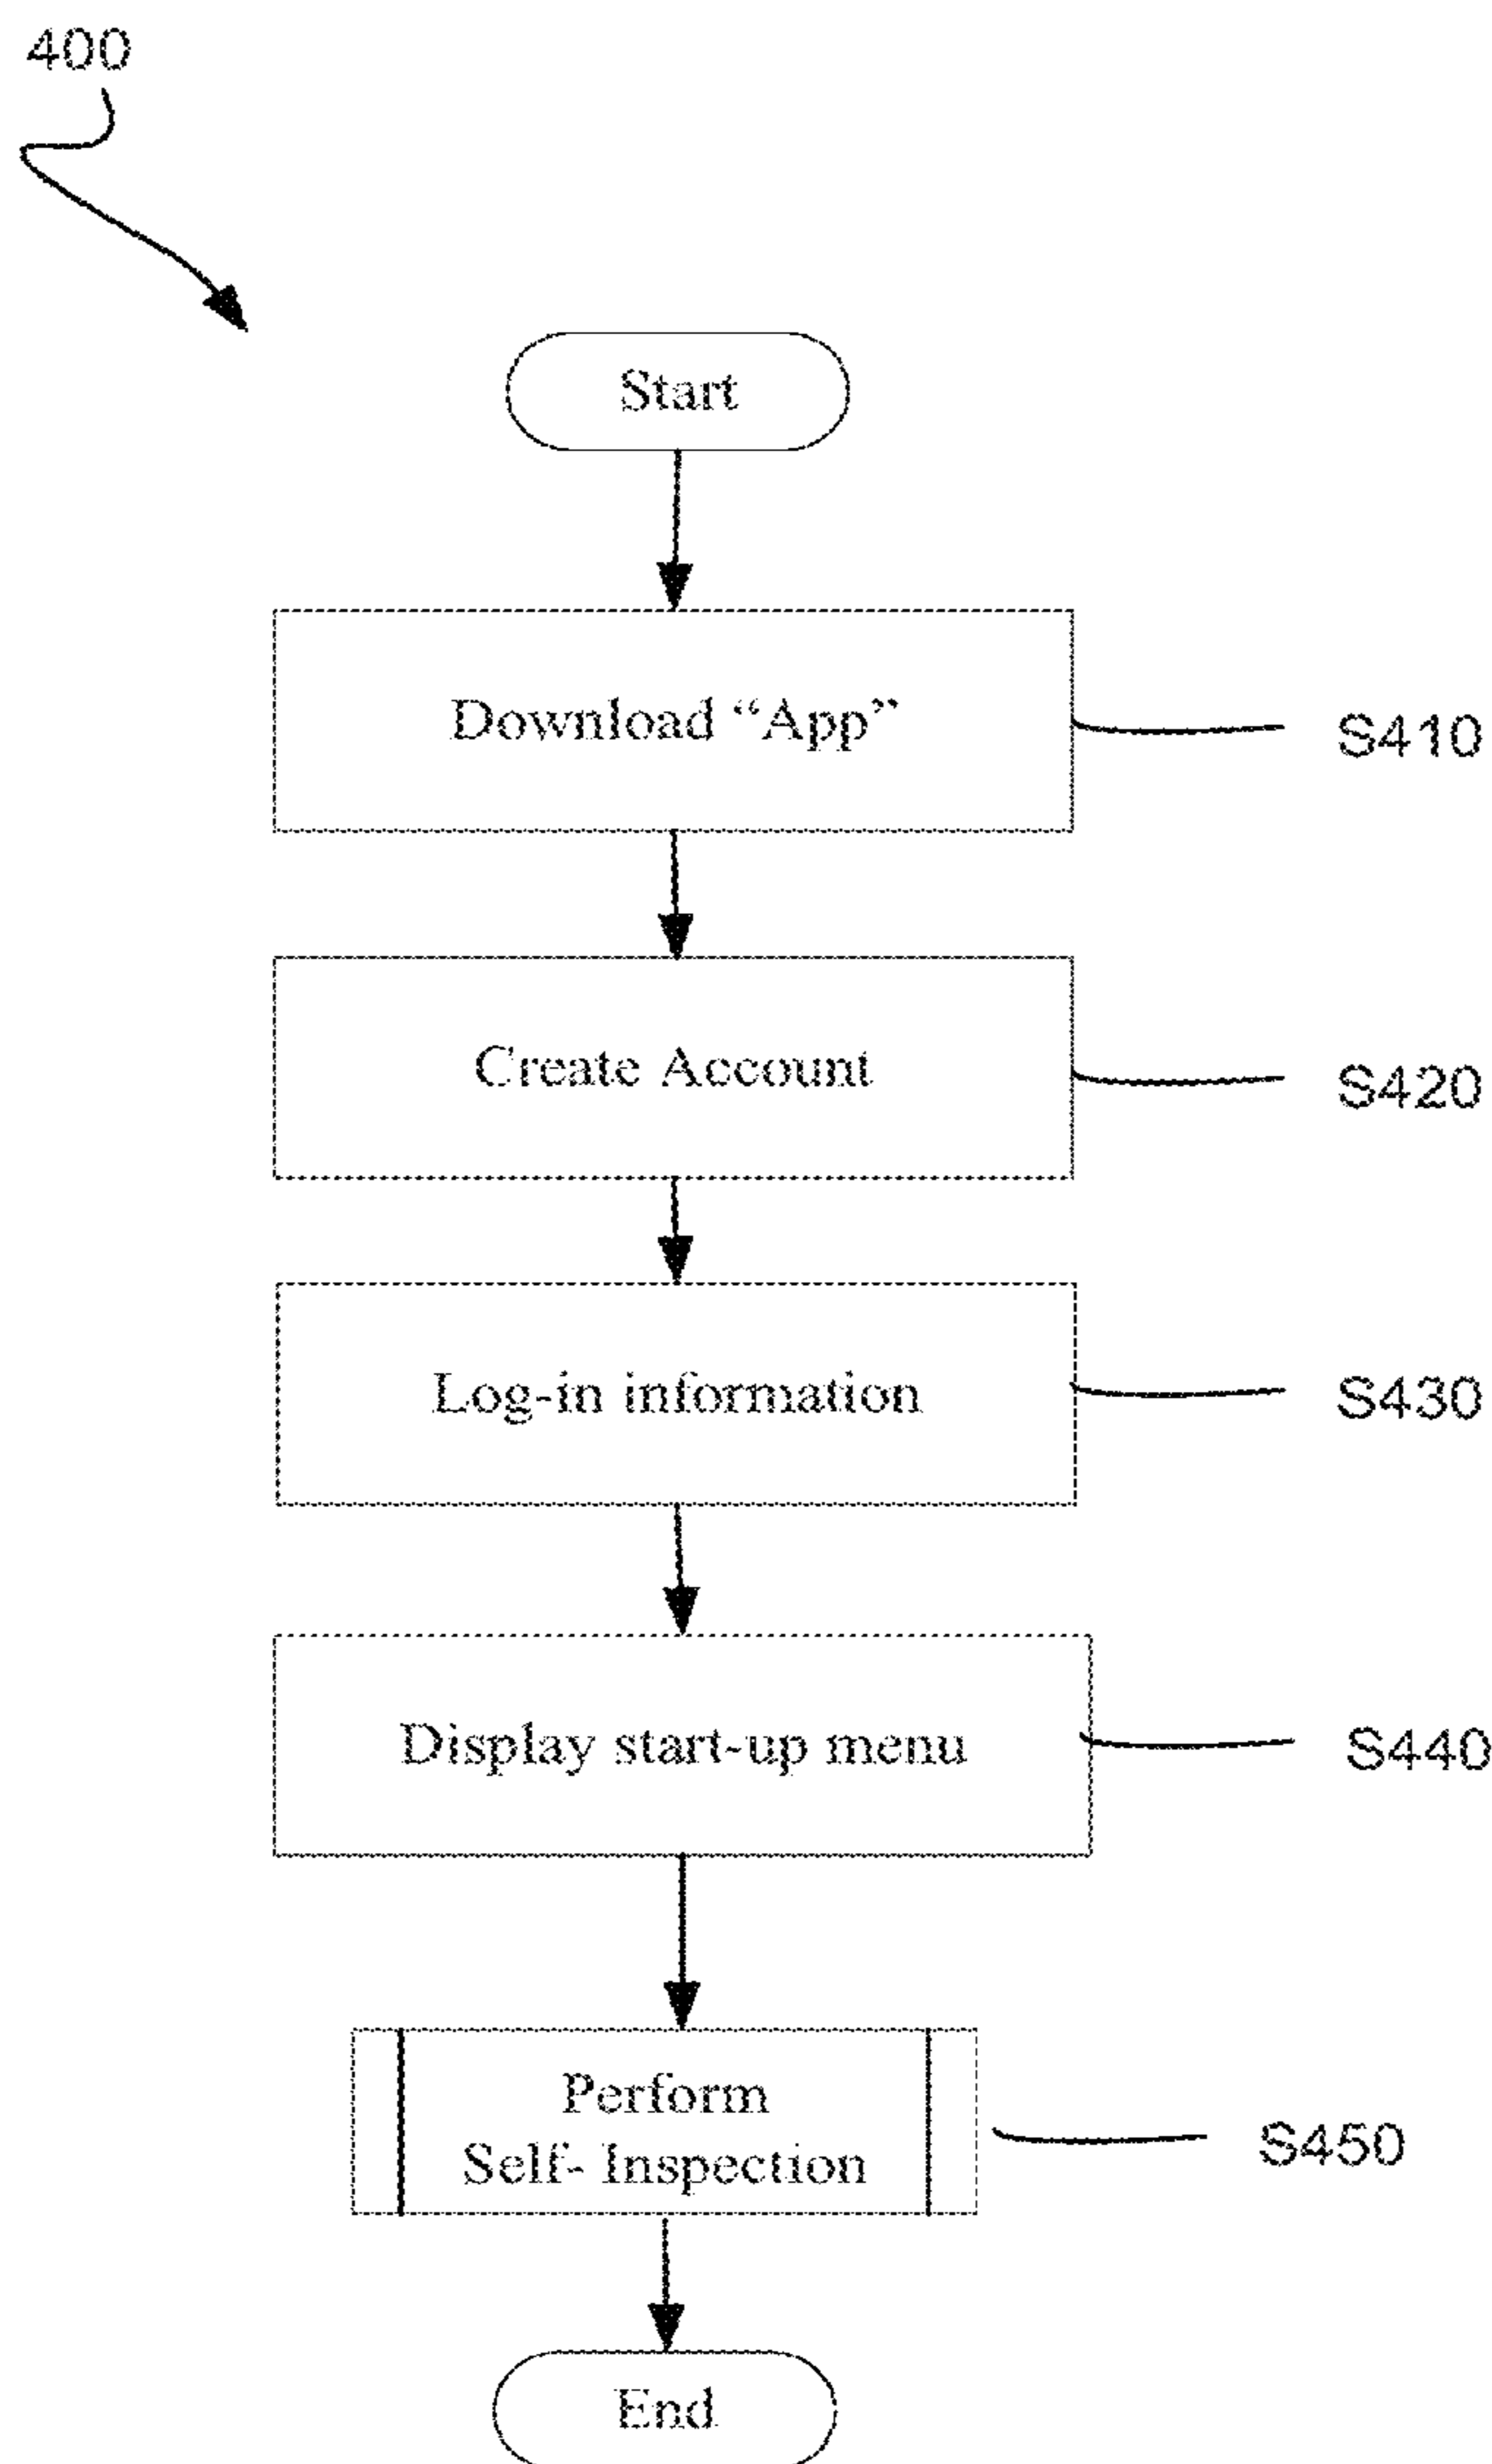 400
Start
Download “App”
S410
Create Account
S420
Log-in information
S430
Display start-up menu
S440
Perform
Self- Inspection
S450
End